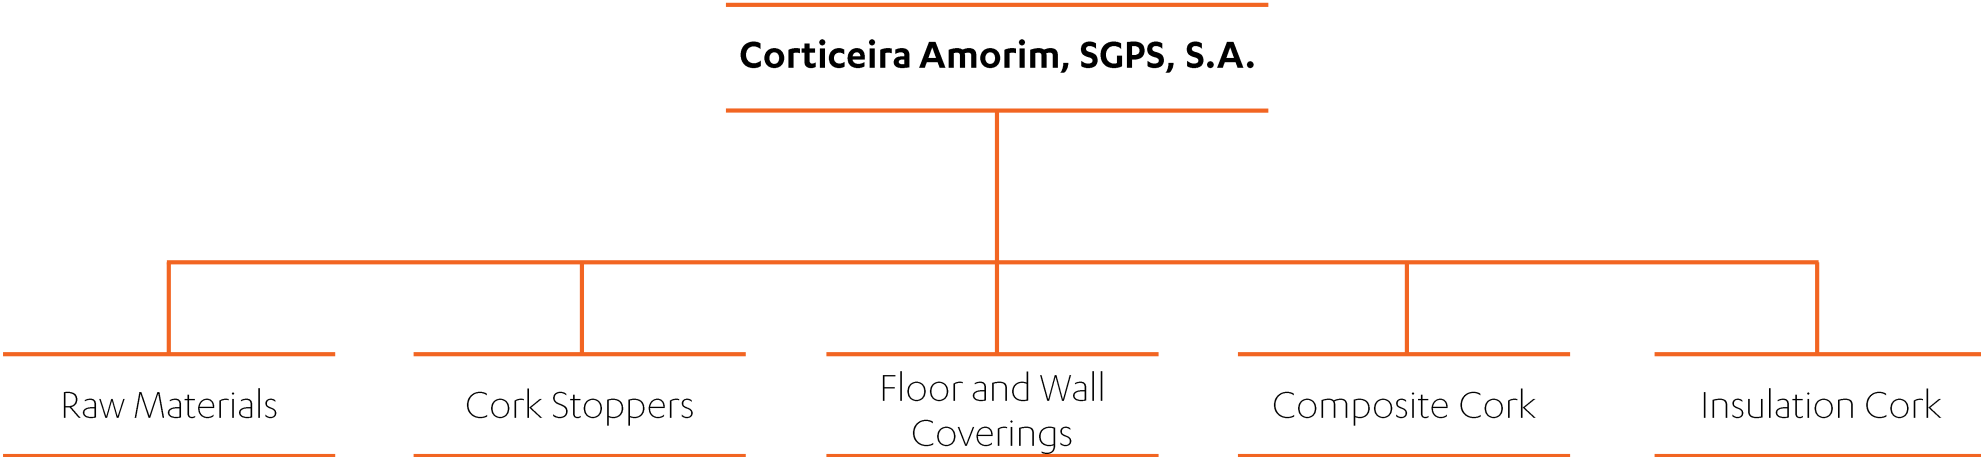 Corticeira Amorim, SGPS, S.A.
Raw Materials
Cork Stoppers
Floor and Wall
Coverings
Composite Cork
Insulation Cork